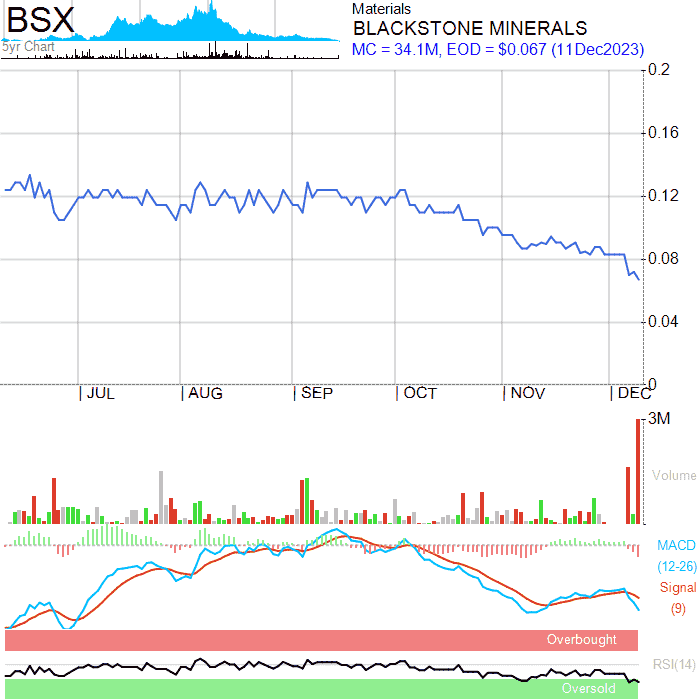 BSX
5yr Chart
Materials
BLACKSTONE MINERALS
MC = 34.1M, EOD = $0.067 (11Dec2023)
0.2
0.16
0.12
0.08
0.04
0
JUL AUG SEP OCT NOV DEC
3M
Volume
MACD
(12-26)
Signal
(9)
Overbought
RSI(14)
Oversold